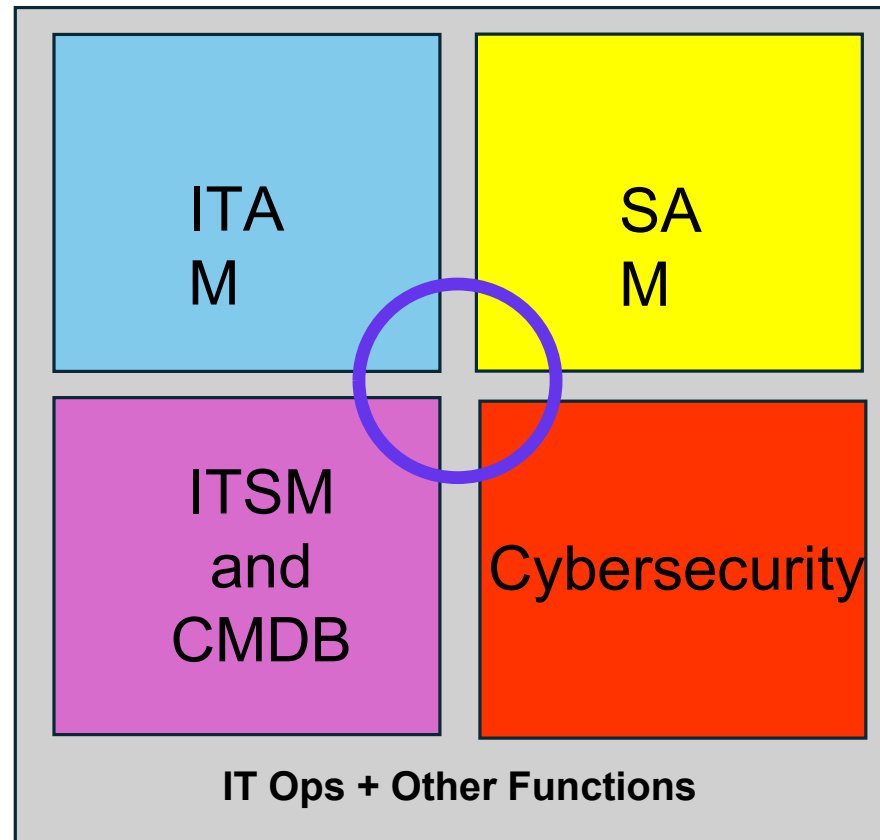 ITA
M
SA
M
ITSM
and
CMDB
Cybersecurity
IT Ops + Other Functions